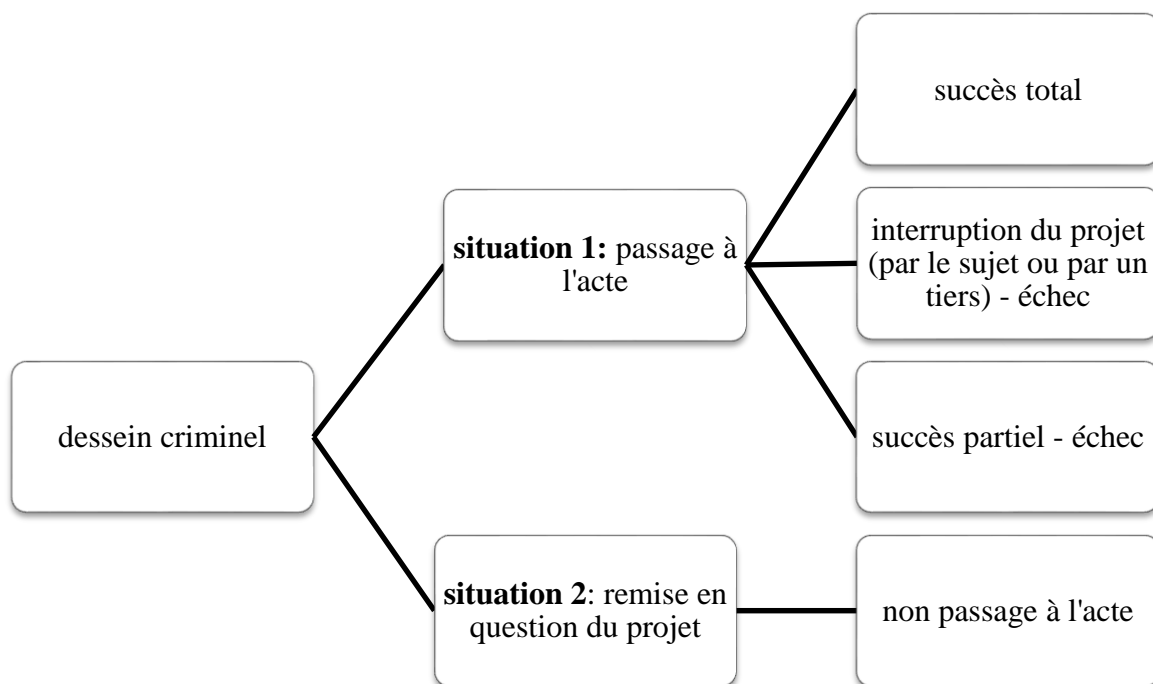 dessein criminel
situation 1: passage à
l'acte
succès total
interruption du projet
(par le sujet ou par un
tiers) - échec
succès partiel - échec
situation 2: remise en
question du projet
non passage à l'acte